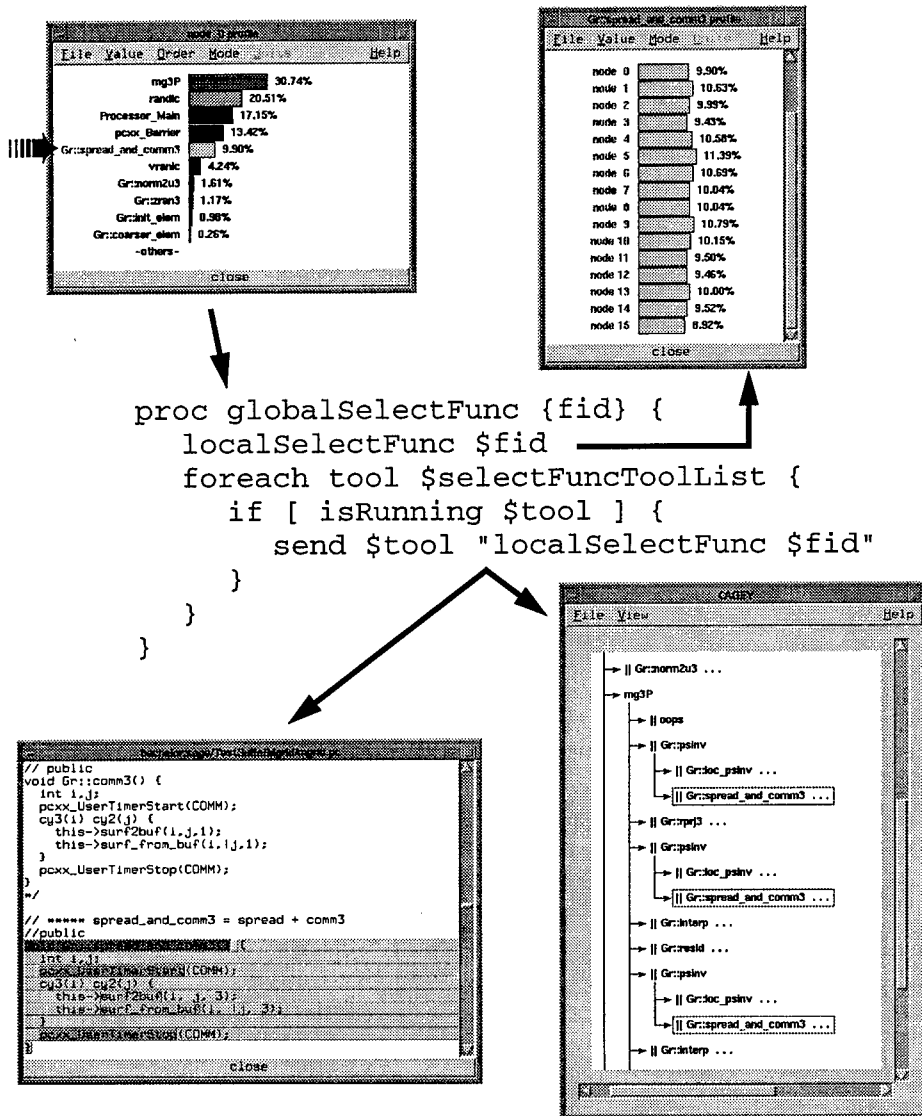 node 0 profile
File Value Order Mode Help
mg3P 30.74%
randlc 20.51%
Processor_Main 17.15%
pcxx_Barrier 13.42%
Gr::spread_and_comm3 9.90%
vranlc 4.24%
Gr::norm2u3 1.61%
Gr::zran3 1.17%
Gr::init_elem 0.98%
Gr::coarser_elem 0.26%
-others-
close
Gr::spread_and_comm3 profile
File Value Mode Help
node 0 9.90%
node 1 10.63%
node 2 9.99%
node 3 9.43%
node 4 10.58%
node 5 11.39%
node 6 10.69%
node 7 10.04%
node 8 10.04%
node 9 10.79%
node 10 10.15%
node 11 9.50%
node 12 9.46%
node 13 10.00%
node 14 9.52%
node 15 8.92%
close
proc globalSelectFunc {fid} {
localSelectFunc $fid
foreach tool $selectFuncToolList {
if [ isRunning $tool ] {
send $tool "localSelectFunc $fid"
}
}
}
// public
void Gr::comm3() {
int i,j;
pcxx_UserTimerStart(COMM);
cy3(i) cy2(j) {
this->surf2buf(i,j,1);
this->surf_from_buf(i,!j,1);
}
pcxx_UserTimerStop(COMM);
}
*/
// ***** spread_and_comm3 = spread + comm3
//public
{
int i,j;
pcxx_UserTimerStart(COMM);
cy3(i) cy2(j) {
this->surf2buf(i, j, 3);
this->surf_from_buf(i, !j, 3);
}
pcxx_UserTimerStop(COMM);
}
close
CAGEY
File View Help
|| Gr::norm2u3 ...
mg3P
|| oops
|| Gr::psinv
|| Gr::loc_psinv ...
|| Gr::spread_and_comm3 ...
|| Gr::rprj3 ...
|| Gr::psinv
|| Gr::loc_psinv ...
|| Gr::spread_and_comm3 ...
|| Gr::interp ...
|| Gr::resid ...
|| Gr::psinv
|| Gr::loc_psinv ...
|| Gr::spread_and_comm3 ...
|| Gr::interp ...